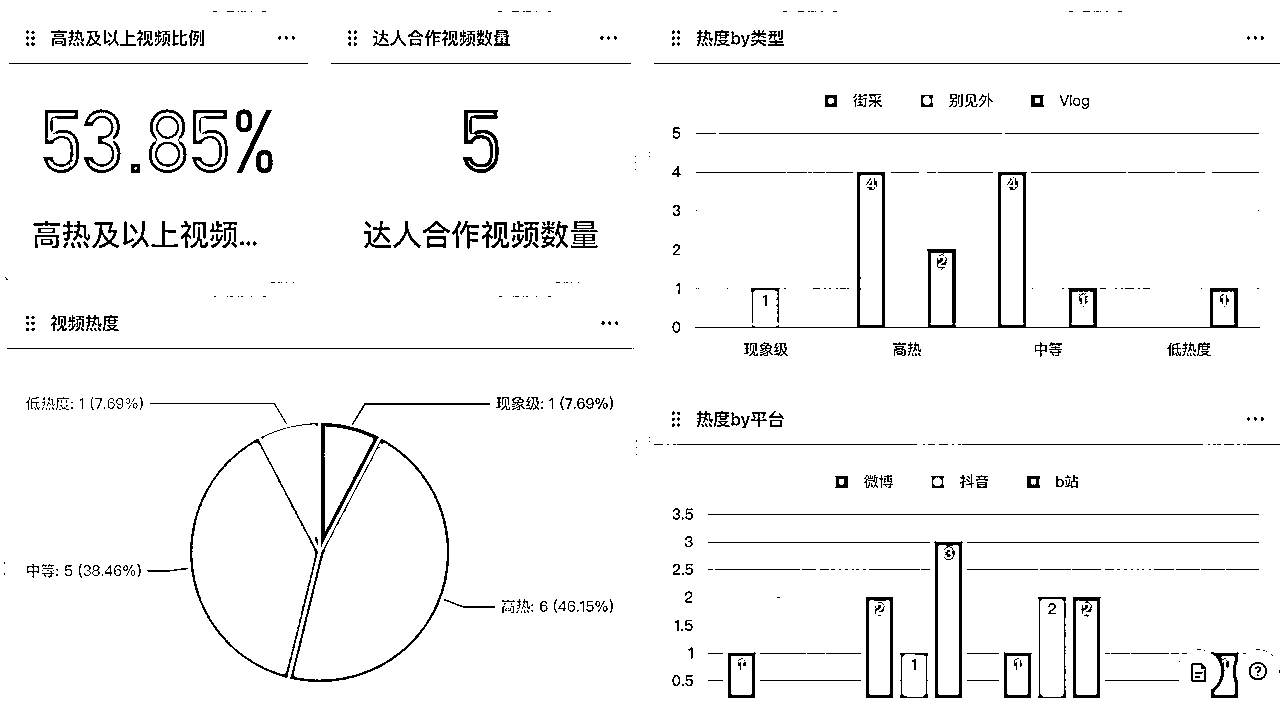 高热及以上视频比例
53.85%
高热及以上视频...
达人合作视频数量
5
达人合作视频数量
视频热度
低热度: 1 (7.69%)
现象级: 1 (7.69%)
中等: 5 (38.46%)
高热: 6 (46.15%)
热度by类型
街采 别见外 Vlog
5
4
3
2
1
0
4 4
2
1 1 1
现象级 高热 中等 低热度
热度by平台
微博 抖音 b站
3.5
3
2.5
2
1.5
1
0.5
3
2 2 2
1 1 1